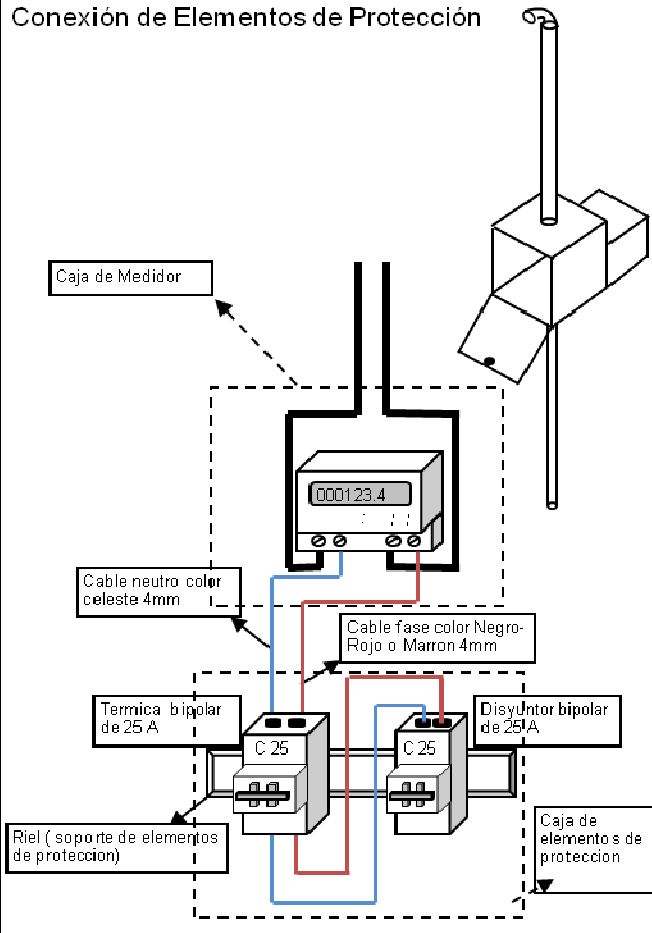 Conexión de Elementos de Protección
Caja de Medidor
000123.4
Cable neutro color
celeste 4mm
Cable fase color Negro-
Rojo o Marron 4mm
Termica bipolar
de 25 A
C 25
C 25
Disyuntor bipolar
de 25 A
Riel ( soporte de elementos
de proteccion)
Caja de
elementos de
proteccion